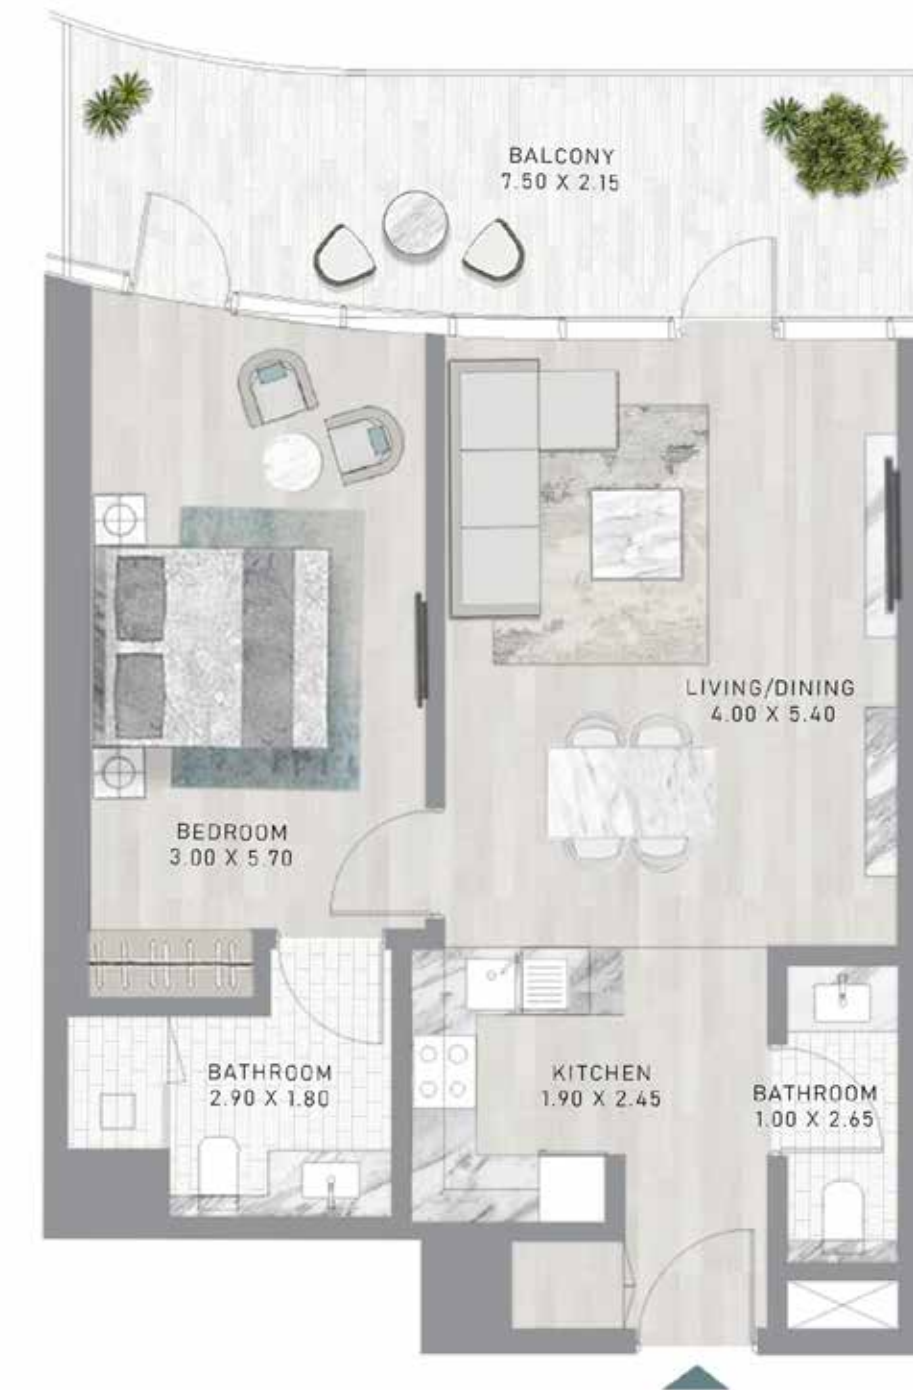 BALCONY
7.50 X 2.15
LIVING/DINING
4.00 X 5.40
BEDROOM
3.00 X 5.70
BATHROOM
2.90 X 1.80
KITCHEN
1.90 X 2.45
BATHROOM
1.00 X 2.65